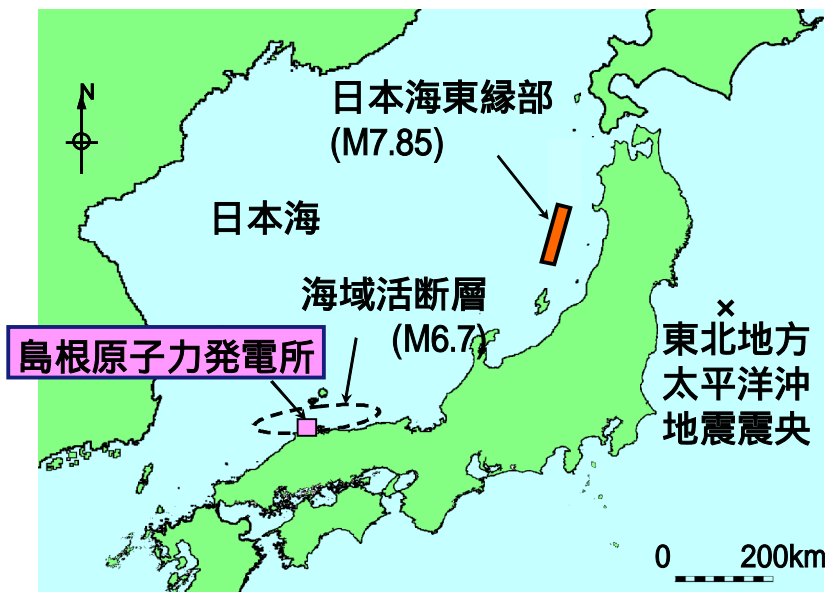 N
日本海東縁部
(M7.85)
日本海
海域活断層
(M6.7)
島根原子力発電所
×
東北地方
太平洋沖
地震震央
0 200km